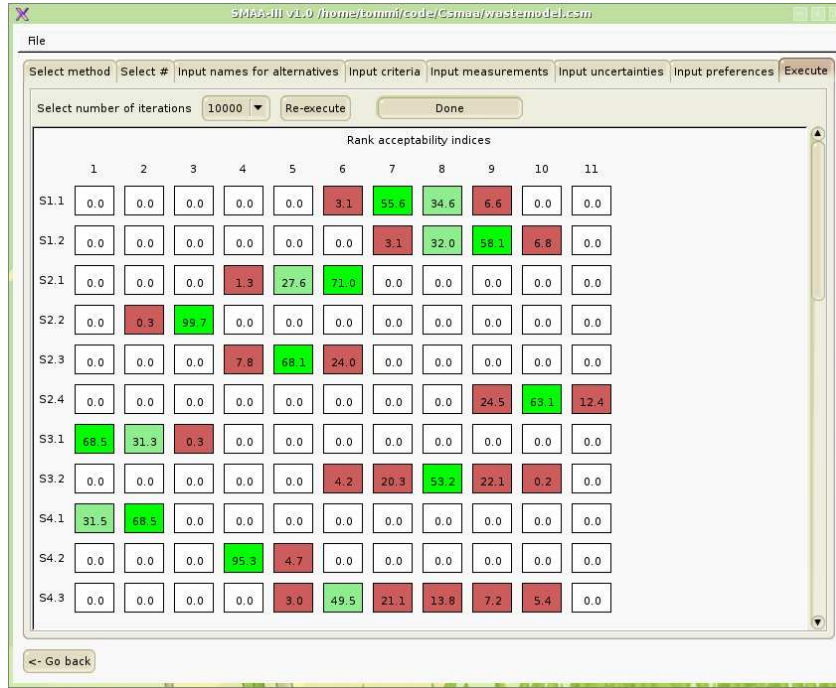 SMAA-III v1.0 /home/tommi/code/Csmaa/wastemodel.csm
File
Select method Select # Input names for alternatives Input criteria Input measurements Input uncertainties Input preferences Execute
Select number of iterations 10000 Re-execute Done
Rank acceptability indices
1 2 3 4 5 6 7 8 9 10 11
S1.1 0.0 0.0 0.0 0.0 0.0 3.1 55.6 34.6 6.6 0.0 0.0
S1.2 0.0 0.0 0.0 0.0 0.0 0.0 3.1 32.0 58.1 6.8 0.0
S2.1 0.0 0.0 0.0 1.3 27.6 71.0 0.0 0.0 0.0 0.0 0.0
S2.2 0.0 0.3 99.7 0.0 0.0 0.0 0.0 0.0 0.0 0.0 0.0
S2.3 0.0 0.0 0.0 7.8 68.1 24.0 0.0 0.0 0.0 0.0 0.0
S2.4 0.0 0.0 0.0 0.0 0.0 0.0 0.0 0.0 24.5 63.1 12.4
S3.1 68.5 31.3 0.3 0.0 0.0 0.0 0.0 0.0 0.0 0.0 0.0
S3.2 0.0 0.0 0.0 0.0 0.0 4.2 20.3 53.2 22.1 0.2 0.0
S4.1 31.5 68.5 0.0 0.0 0.0 0.0 0.0 0.0 0.0 0.0 0.0
S4.2 0.0 0.0 0.0 95.3 4.7 0.0 0.0 0.0 0.0 0.0 0.0
S4.3 0.0 0.0 0.0 0.0 3.0 49.5 21.1 13.8 7.2 5.4 0.0
<- Go back